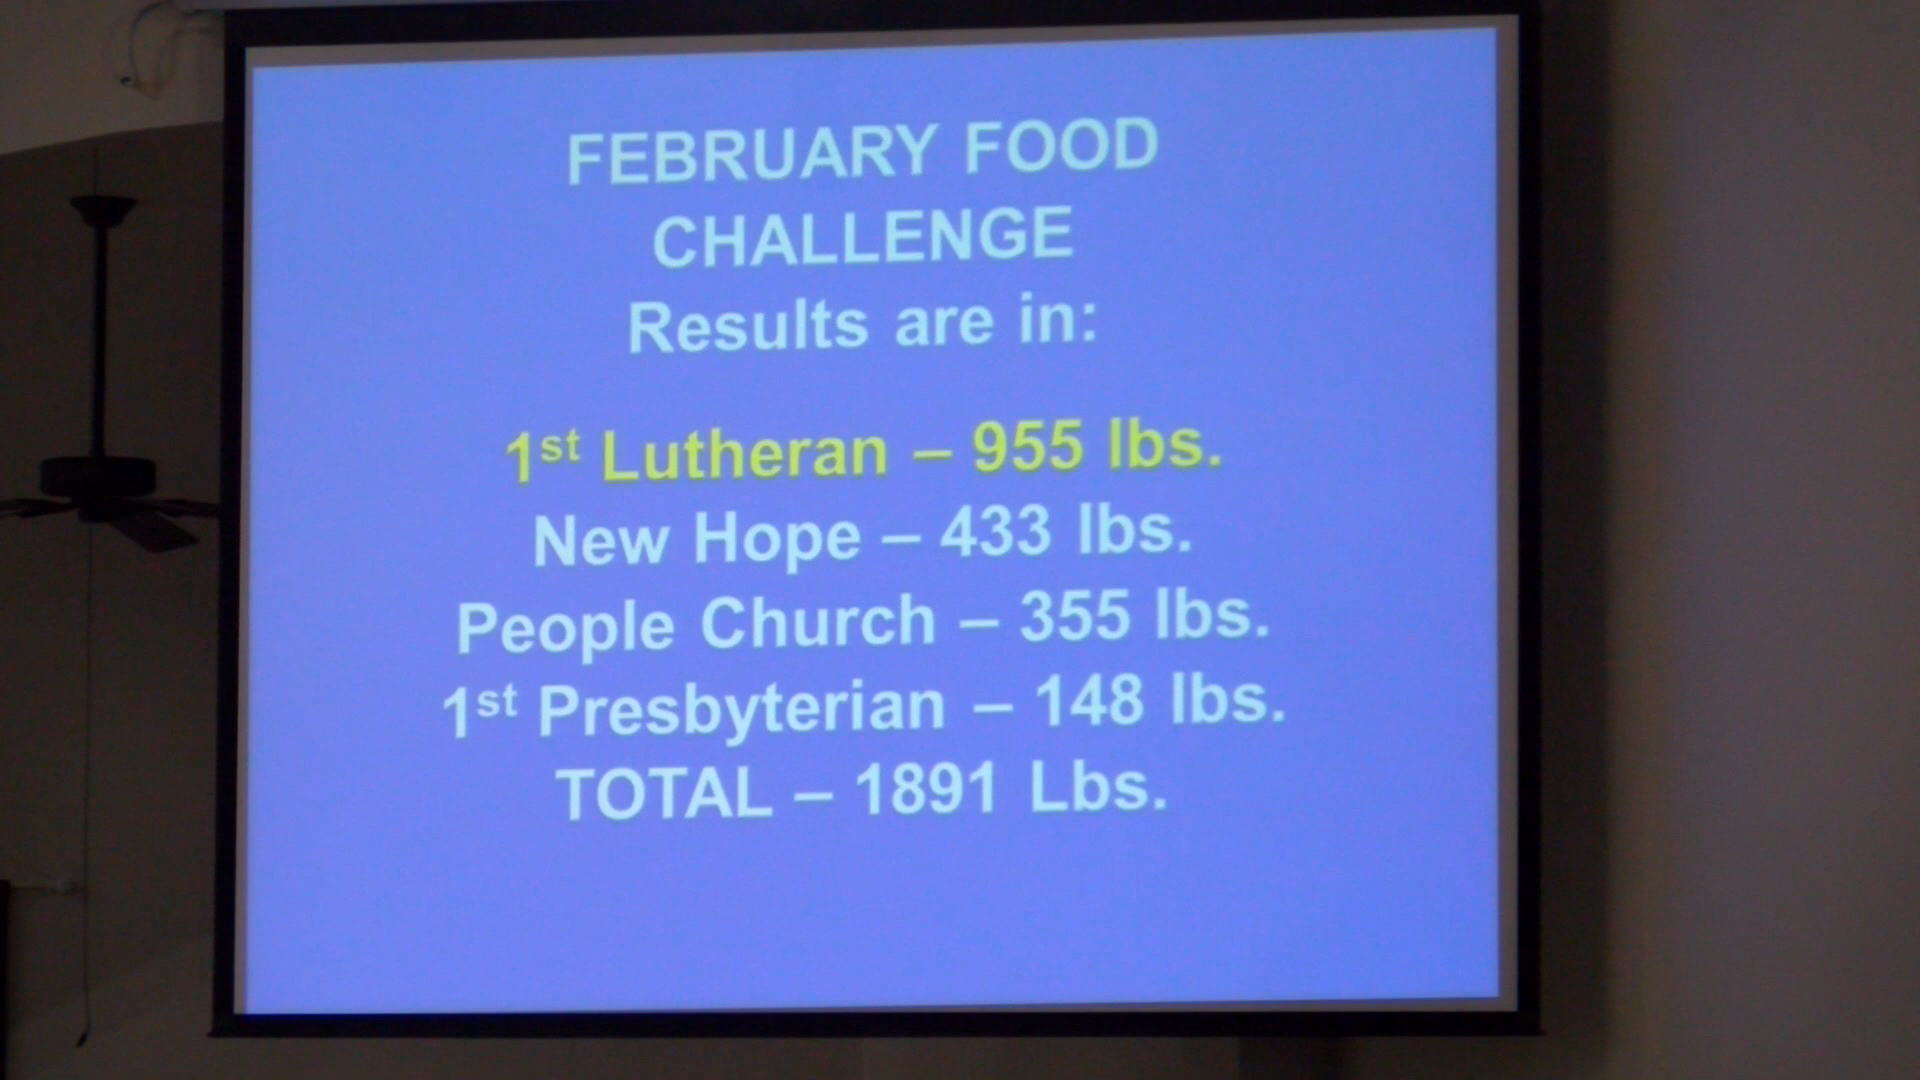 FEBRUARY FOOD
CHALLENGE
Results are in:
1st Lutheran – 955 lbs.
New Hope – 433 lbs.
People Church – 355 lbs.
1st Presbyterian – 148 lbs.
TOTAL – 1891 Lbs.